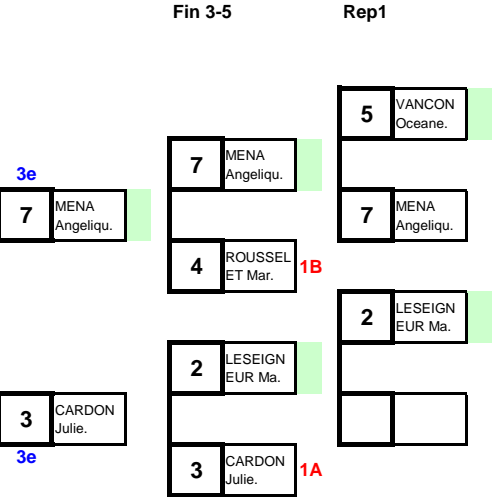 Fin 3-5
Rep1
5
VANCON
Oceane.
7
MENA
Angeliqu.
3e
7
MENA
Angeliqu.
7
MENA
Angeliqu.
4
ROUSSEL
ET Mar.
1B
2
LESEIGN
EUR Ma.
2
LESEIGN
EUR Ma.
3
CARDON
Julie.
3e
3
CARDON
Julie.
1A